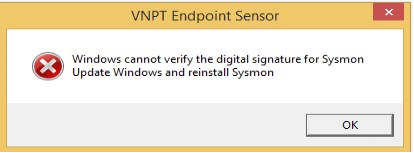 VNPT Endpoint Sensor
Windows cannot verify the digital signature for Sysmon
Update Windows and reinstall Sysmon
OK